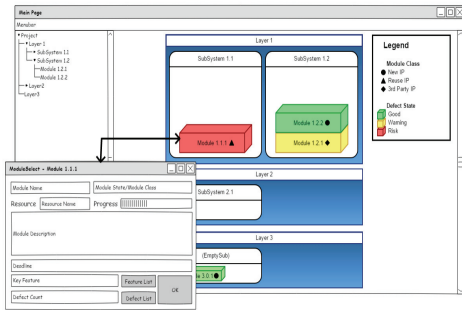 Main Page
Member
Project
Layer 1
SubSystem 1.1
SubSystem 1.2
Module 1.2.1
Module 1.2.2
Layer2
Layer3
Layer 1
SubSystem 1.1
Module 1.1.1
SubSystem 1.2
Module 1.2.2
Module 1.2.1
Legend
Module Class
New IP
Reuse IP
3rd Party IP
Defect State
Good
Warning
Risk
Layer 2
SubSystem 2.1
Layer 3
(EmptySub)
3.0.1
ModuleSelect - Module 1.1.1
Module Name
Module State/Module Class
Resource
Resource Name
Progress
Module Description
Deadline
Key Feature
Feature List
OK
Defect Count
Defect List